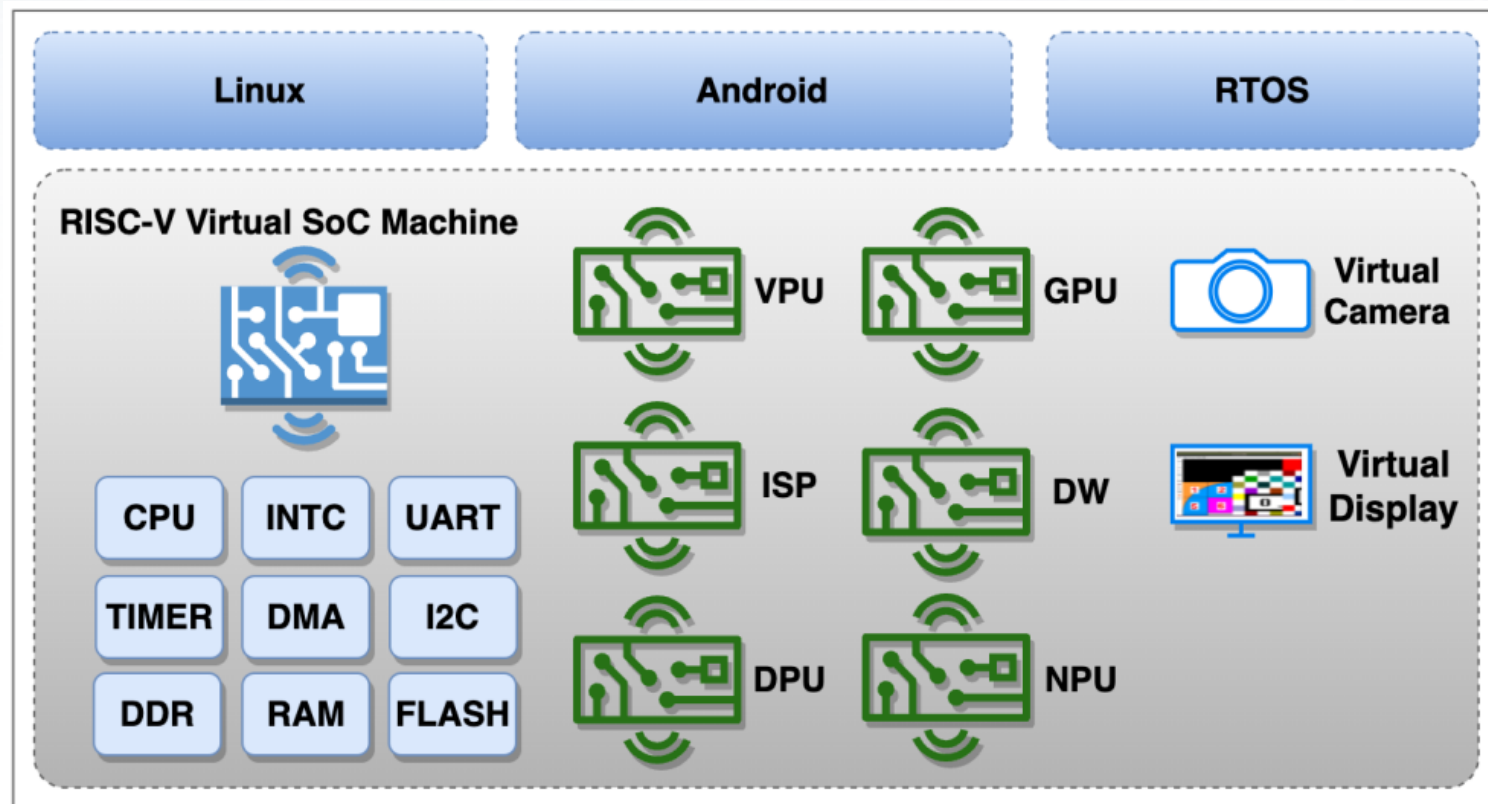 Linux
Android
RTOS
RISC-V Virtual SoC Machine
VPU
GPU
Virtual
Camera
ISP
DW
Virtual
Display
CPU
INTC
UART
TIMER
DMA
I2C
DDR
RAM
FLASH
DPU
NPU